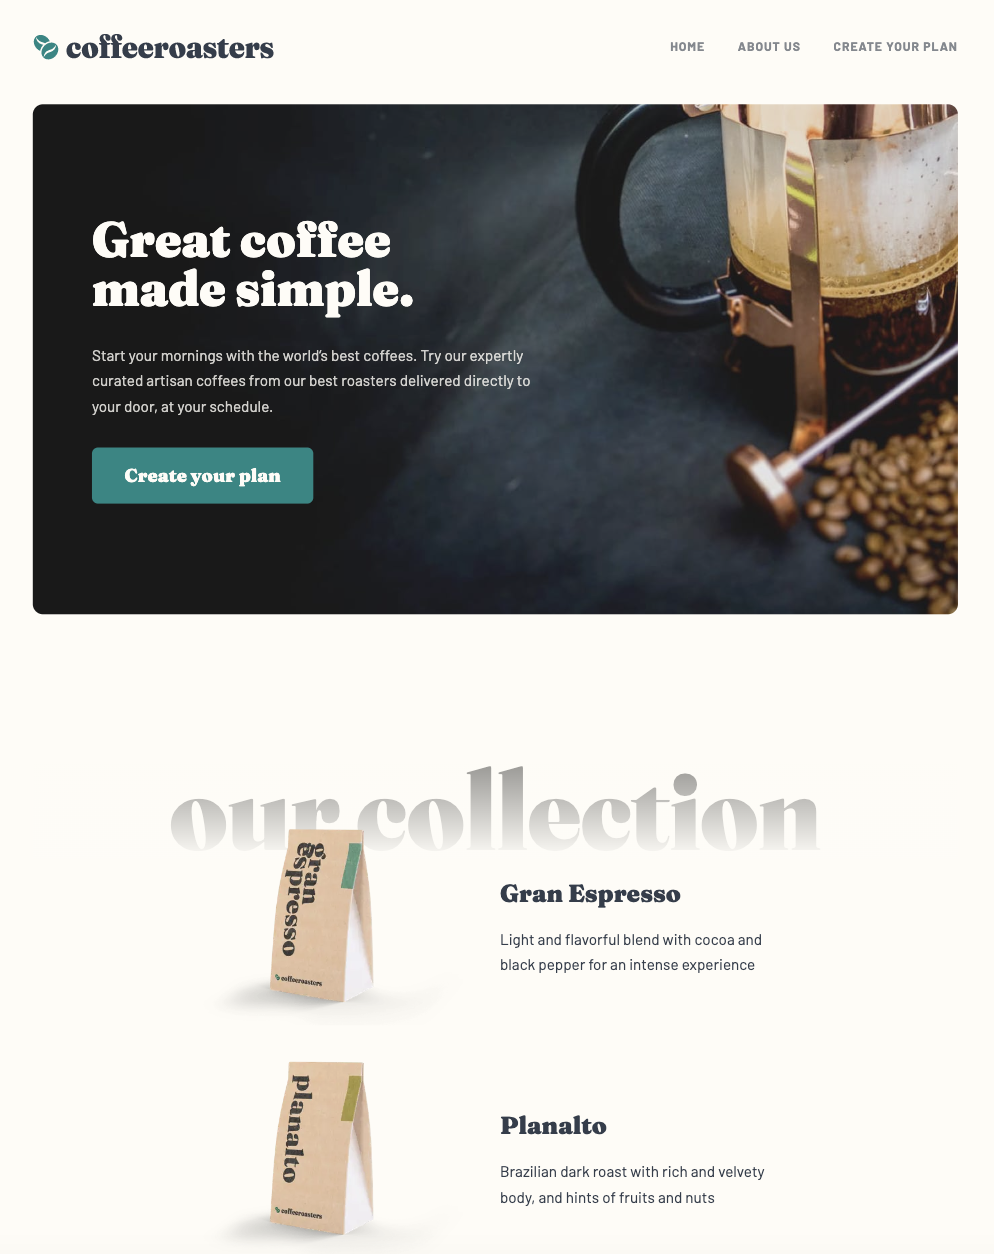 coffeeroasters
HOME
ABOUT US
CREATE YOUR PLAN
Great coffee
made simple.
Start your mornings with the world’s best coffees. Try our expertly
curated artisan coffees from our best roasters delivered directly to
your door, at your schedule.
Create your plan
our collection
gran
espresso
coffeeroasters
Gran Espresso
Light and flavorful blend with cocoa and
black pepper for an intense experience
planalto
coffeeroasters
Planalto
Brazilian dark roast with rich and velvety
body, and hints of fruits and nuts